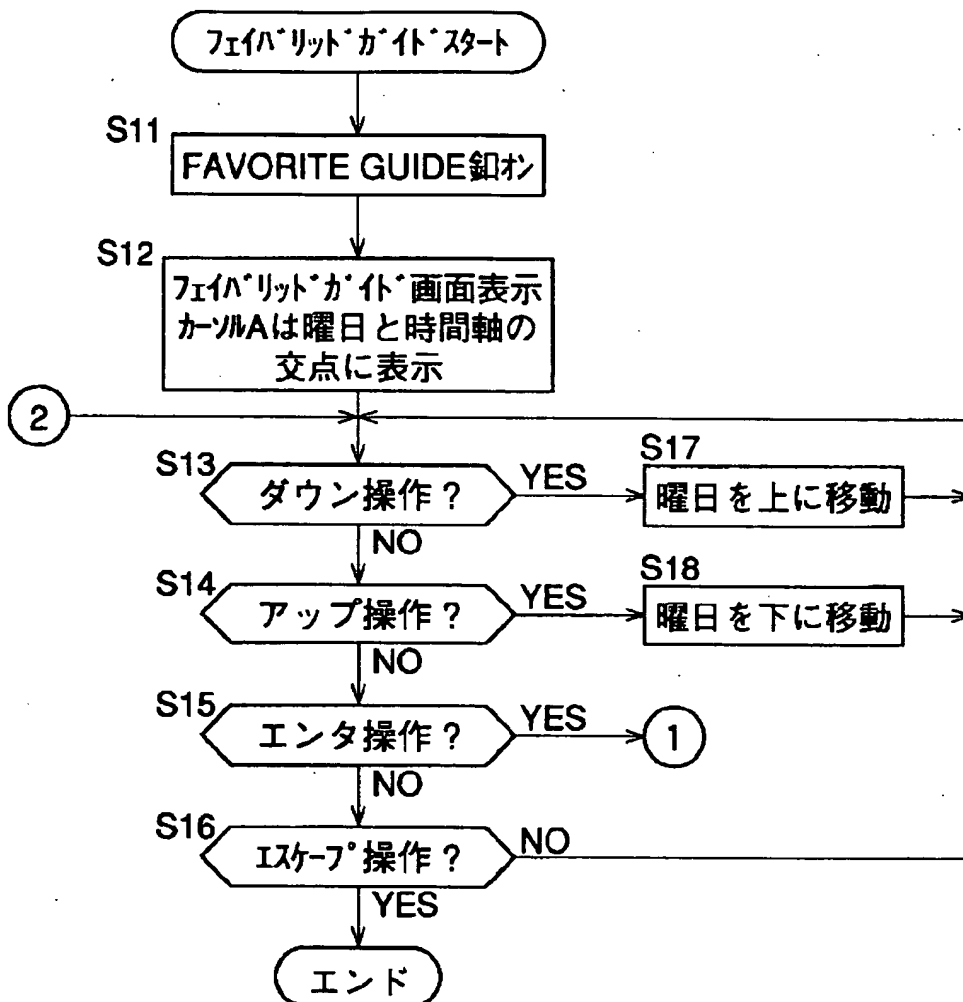 フェイバリッドガイドスタート
S11
FAVORITE GUIDE釦オン
S12
フェイバリッドガイド画面表示
カーソルAは曜日と時間軸の
交点に表示
2
S13
ダウン操作？
YES
S17
曜日を上に移動
NO
S14
アップ操作？
YES
S18
曜日を下に移動
NO
S15
エンタ操作？
YES
1
NO
S16
エスケープ操作？
NO
YES
エンド